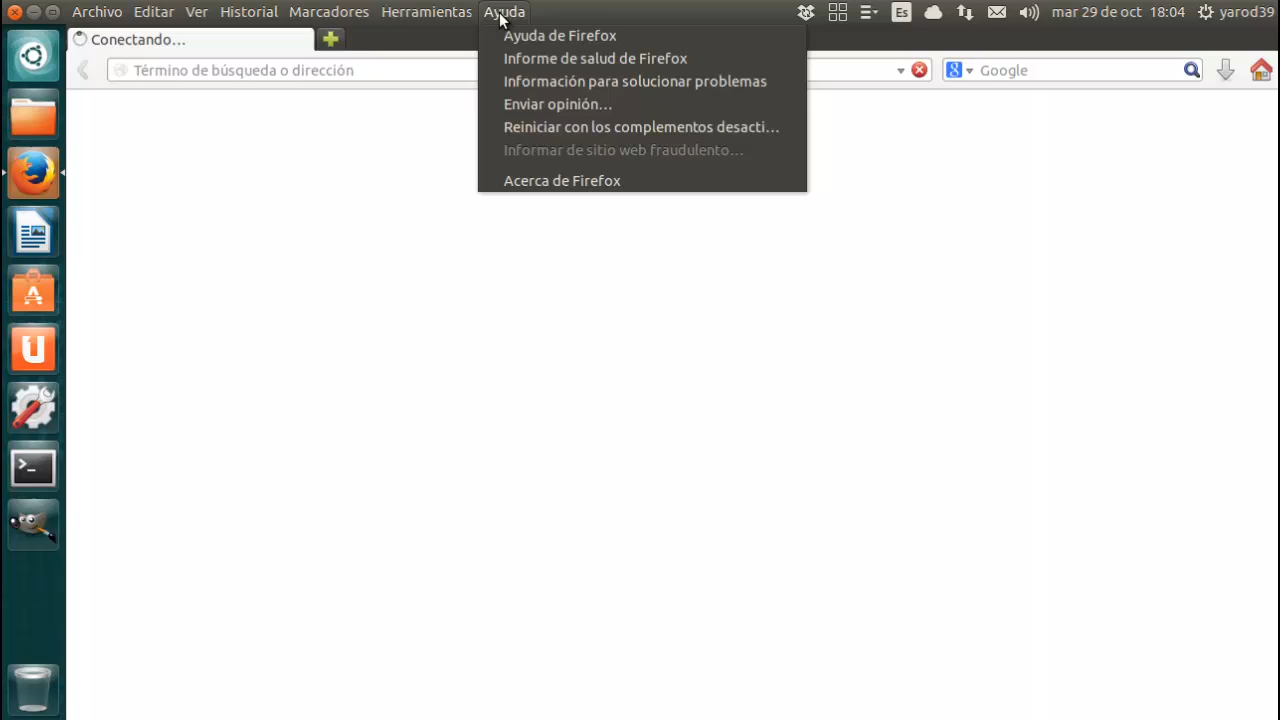 Archivo Editar Ver Historial Marcadores Herramientas Ayuda Es mar 29 de oct 18:04 yarod39
Conectando...
Término de búsqueda o dirección Google
Ayuda de Firefox
Informe de salud de Firefox
Información para solucionar problemas
Enviar opinión...
Reiniciar con los complementos desacti...
Informar de sitio web fraudulento...
Acerca de Firefox